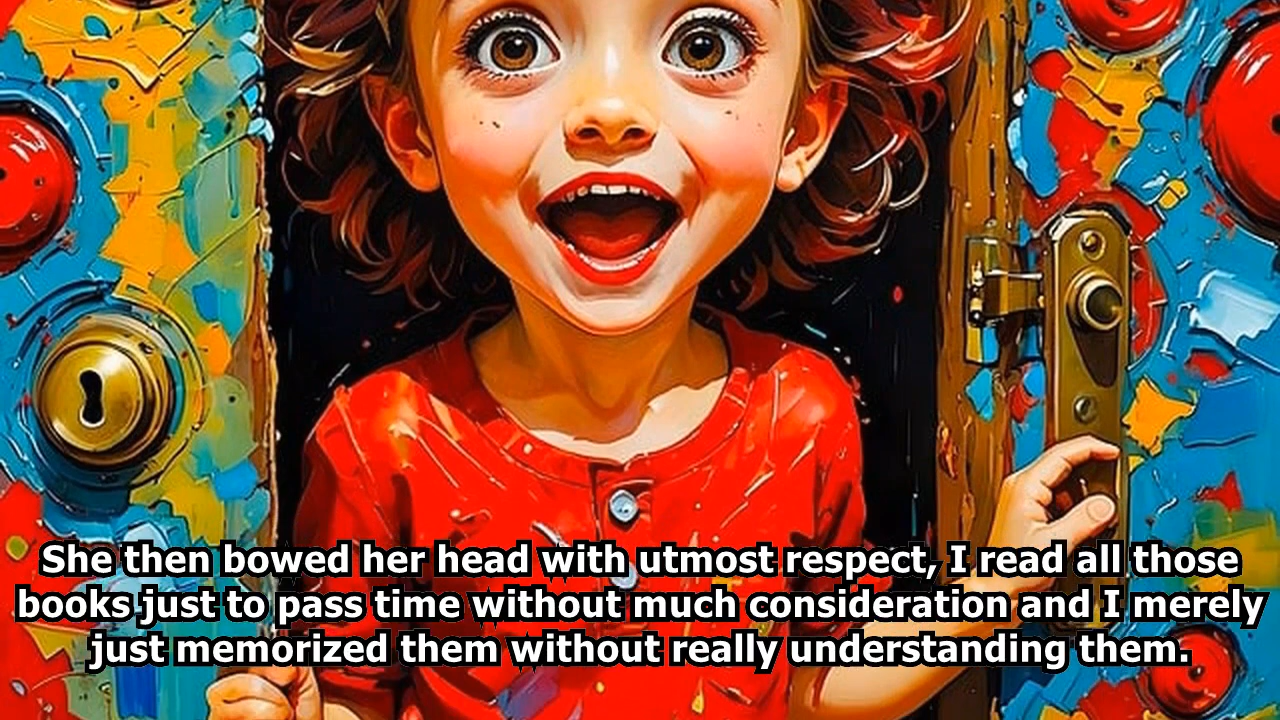 She then bowed her head with utmost respect, I read all those
books just to pass time without much consideration and I merely
just memorized them without really understanding them.